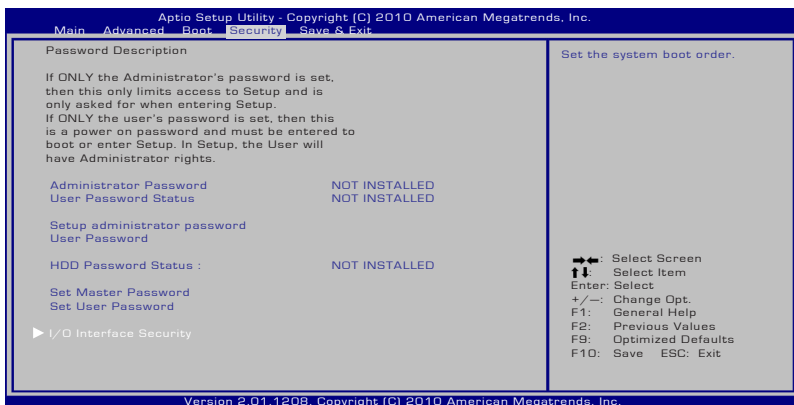 Aptio Setup Utility - Copyright (C) 2010 American Megatrends, Inc.
Main Advanced Boot Security Save & Exit
Password Description
If ONLY the Administrator's password is set,
then this only limits access to Setup and is
only asked for when entering Setup.
If ONLY the user's password is set, then this
is a power on password and must be entered to
boot or enter Setup. In Setup, the User will
have Administrator rights.
Administrator Password NOT INSTALLED
User Password Status NOT INSTALLED
Setup administrator password
User Password
HDD Password Status : NOT INSTALLED
Set Master Password
Set User Password
▶ I/O Interface Security
Set the system boot order.
→←: Select Screen
↑↓: Select Item
Enter: Select
+/—: Change Opt.
F1: General Help
F2: Previous Values
F9: Optimized Defaults
F10: Save ESC: Exit
Version 2.01.1208. Copyright (C) 2010 American Megatrends, Inc.